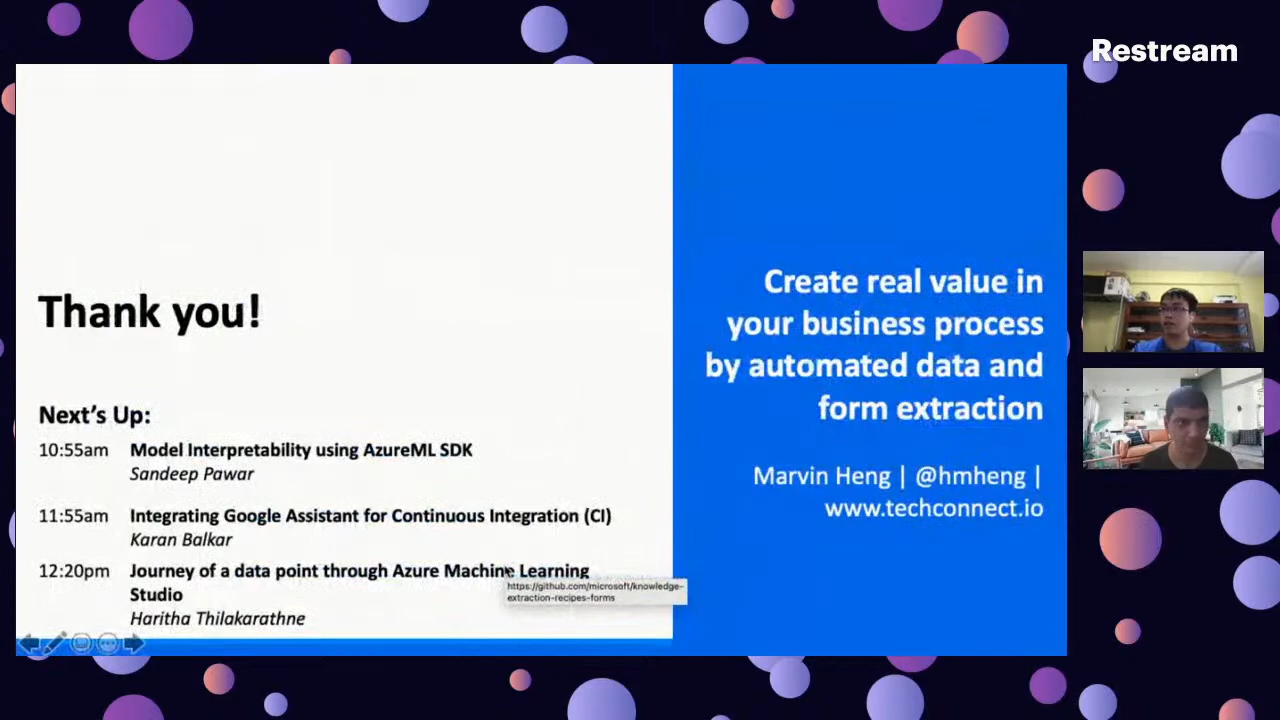 Restream
Thank you!
Next's Up:
10:55am Model Interpretability using AzureML SDK
Sandeep Pawar
11:55am Integrating Google Assistant for Continuous Integration (CI)
Karan Balkar
12:20pm Journey of a data point through Azure Machine Learning
Studio
Haritha Thilakarathne
https://github.com/microsoft/knowledge-
extraction-recipes-forms
Create real value in
your business process
by automated data and
form extraction
Marvin Heng | @hmheng |
www.techconnect.io